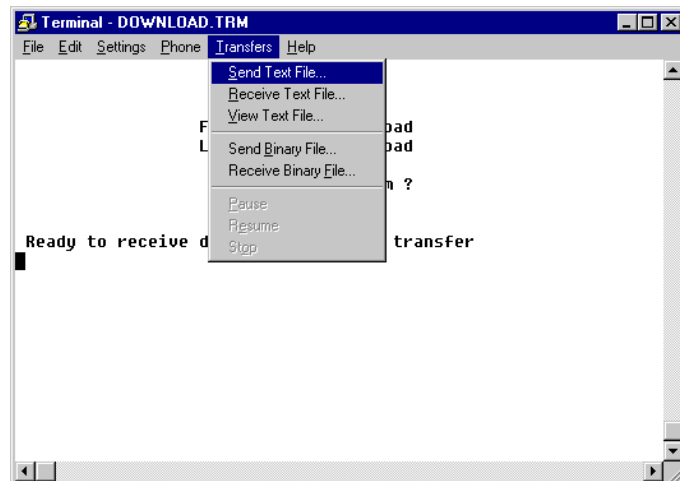 Terminal - DOWNLOAD.TRM
File Edit Settings Phone Transfers Help
Send Text File...
Receive Text File...
View Text File...
Send Binary File...
Receive Binary File...
Pause
Resume
Stop
F oad
L oad
m ?
Ready to receive d transfer